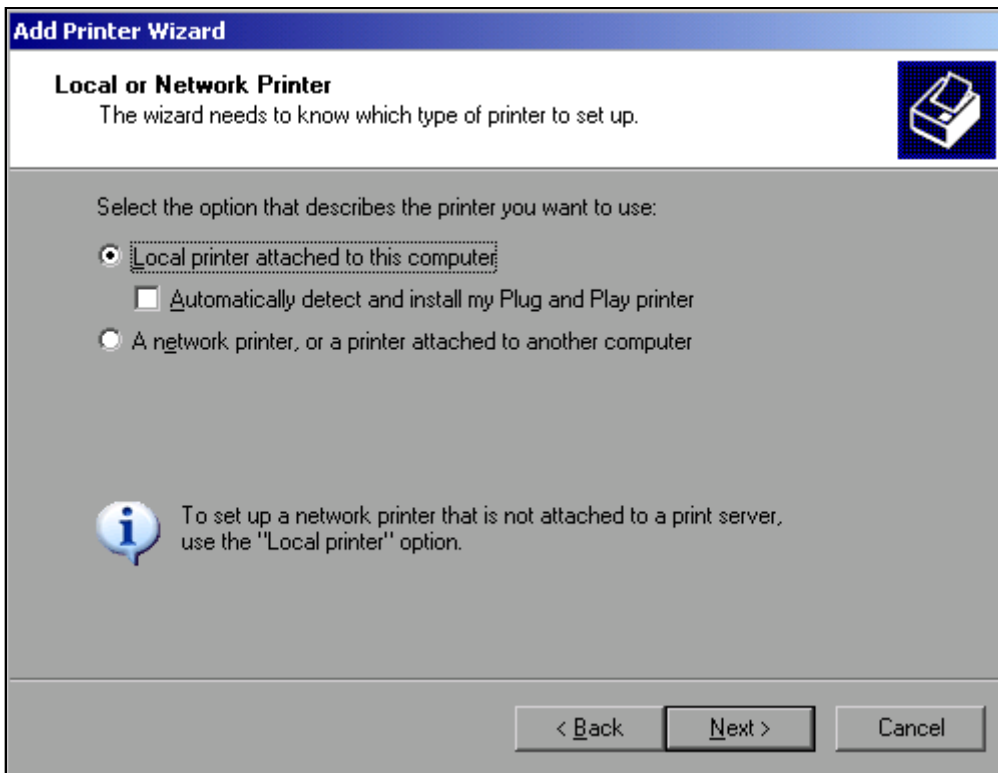 Add Printer Wizard
Local or Network Printer
The wizard needs to know which type of printer to set up.
Select the option that describes the printer you want to use:
Local printer attached to this computer
Automatically detect and install my Plug and Play printer
A network printer, or a printer attached to another computer
To set up a network printer that is not attached to a print server,
use the "Local printer" option.
< Back Next > Cancel